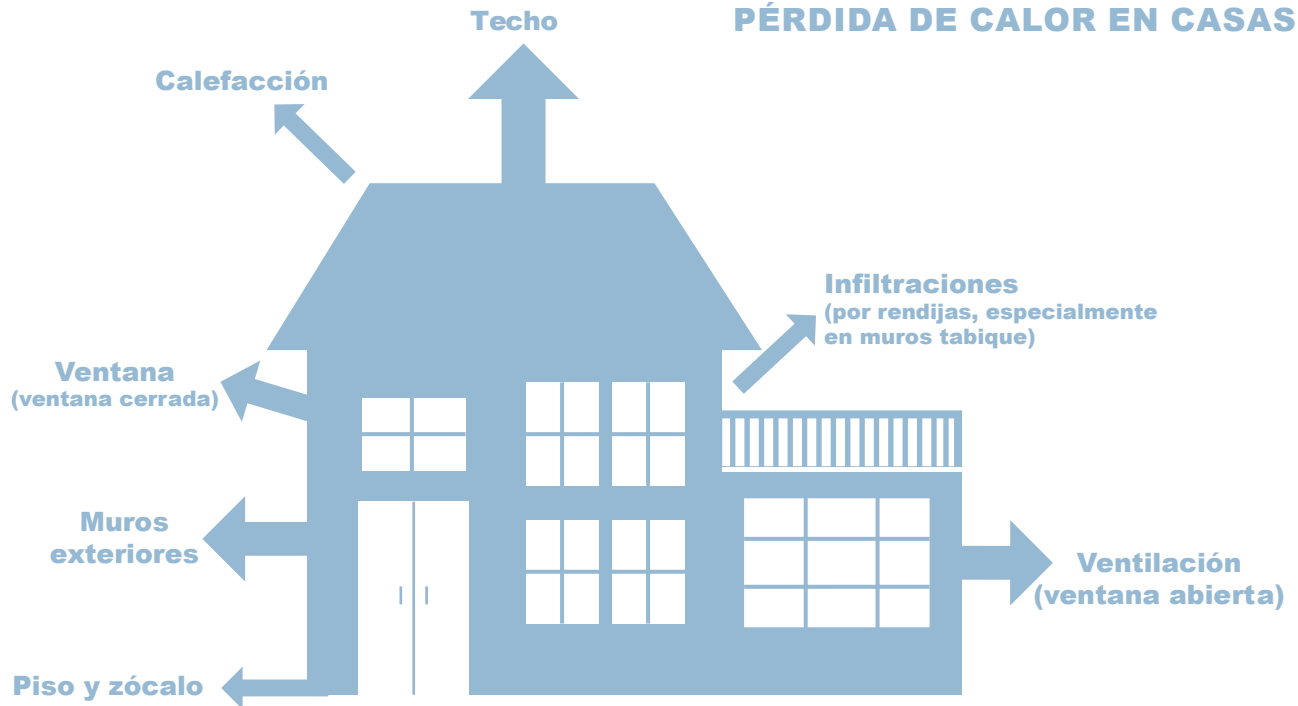 PÉRDIDA DE CALOR EN CASAS
Techo
Calefacción
Infiltraciones
(por rendijas, especialmente
en muros tabique)
Ventana
(ventana cerrada)
Muros
exteriores
Ventilación
(ventana abierta)
Piso y zócalo